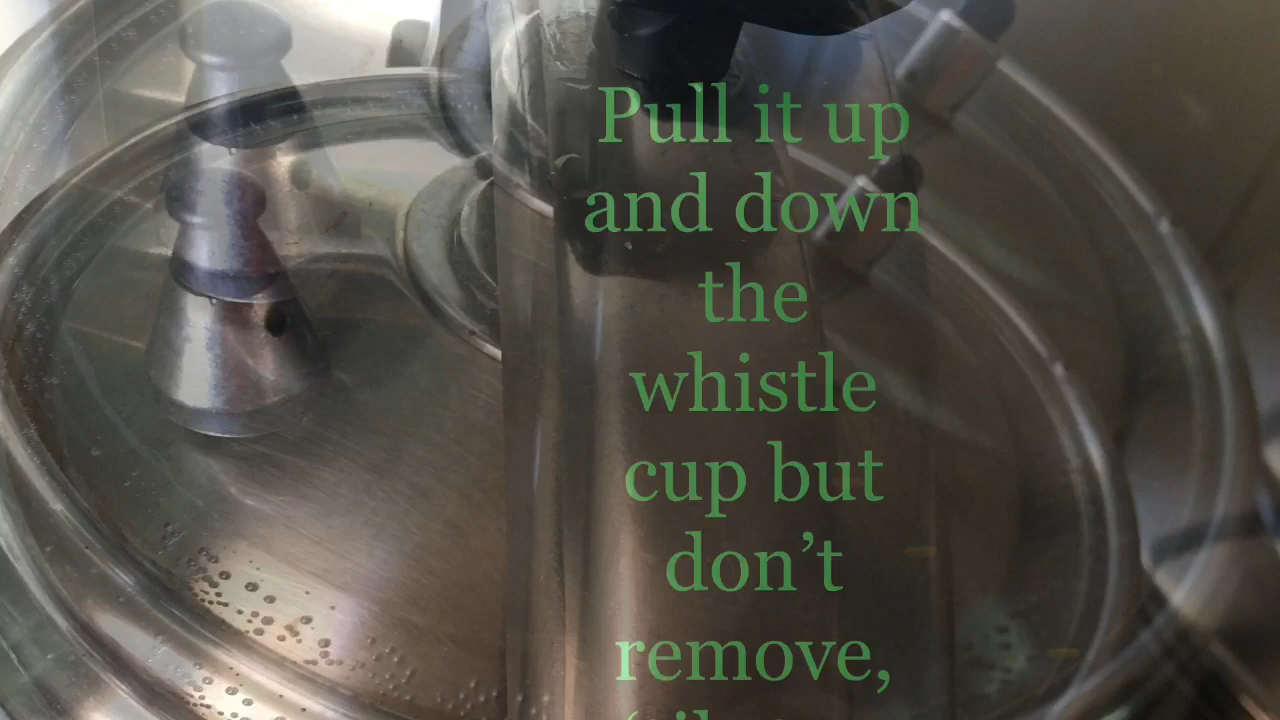 Pull it up
and down
the
whistle
cup but
don’t
remove,